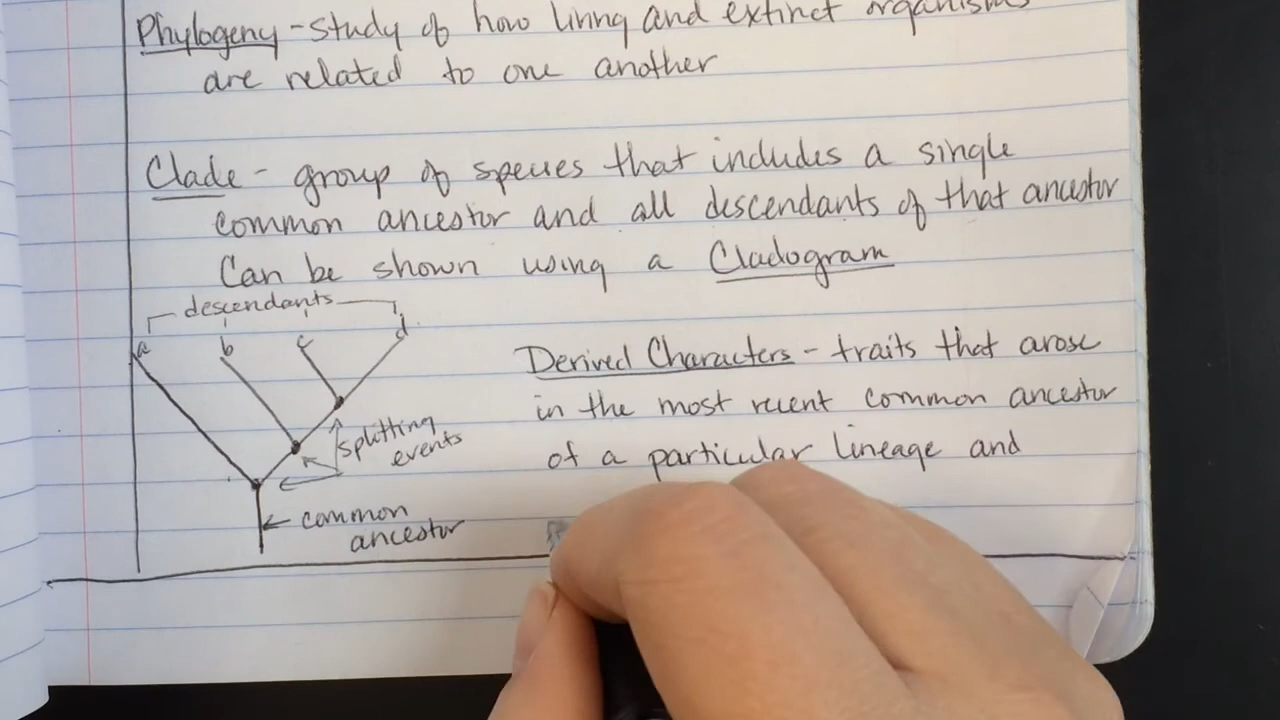 Phylogeny - study of how living and extinct organisms
are related to one another
Clade - group of species that includes a single
common ancestor and all descendants of that ancestor
Can be shown using a Cladogram
descendants
a b c d
splitting
events
common
ancestor
Derived Characters - traits that arose
in the most recent common ancestor
of a particular lineage and